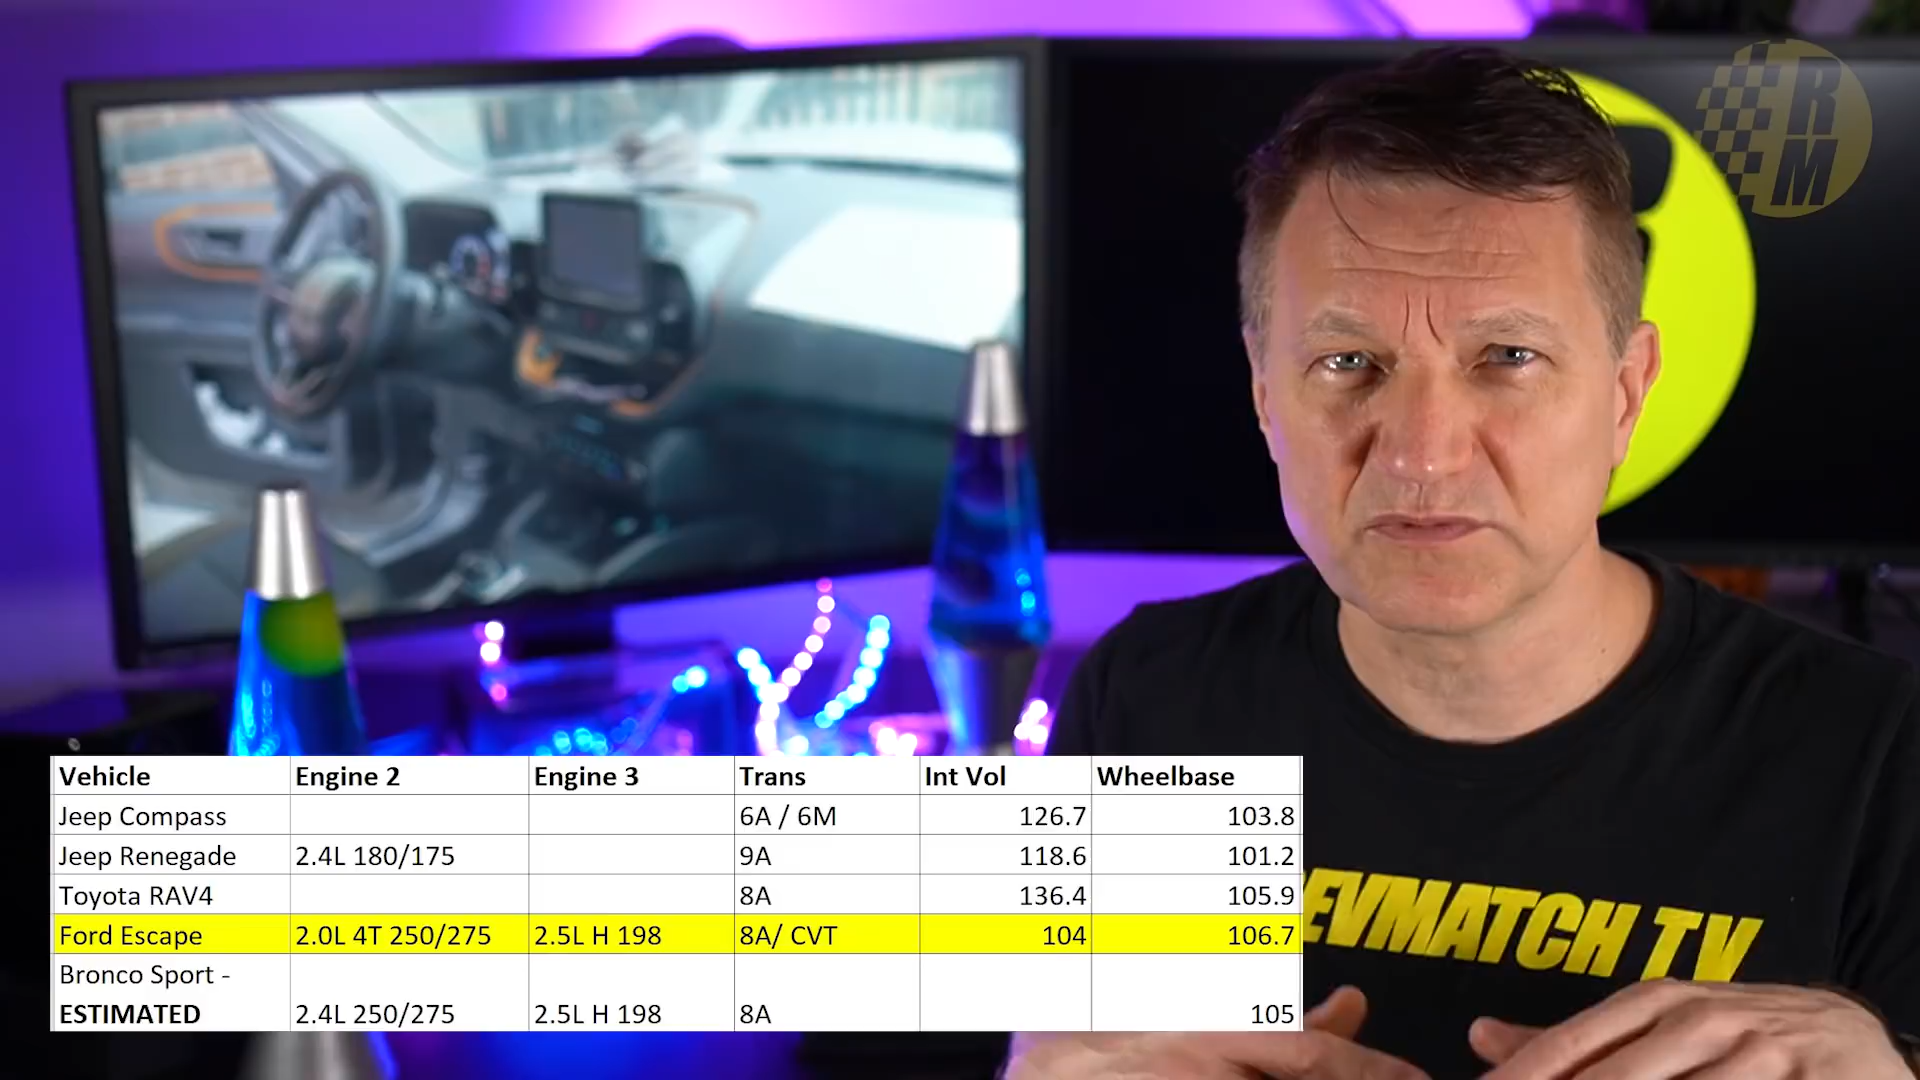 RM
Vehicle Engine 2 Engine 3 Trans Int Vol Wheelbase
Jeep Compass 6A / 6M 126.7 103.8
Jeep Renegade 2.4L 180/175 9A 118.6 101.2
Toyota RAV4 8A 136.4 105.9
Ford Escape 2.0L 4T 250/275 2.5L H 198 8A/ CVT 104 106.7
Bronco Sport -
ESTIMATED 2.4L 250/275 2.5L H 198 8A 105
EVMATCH TV